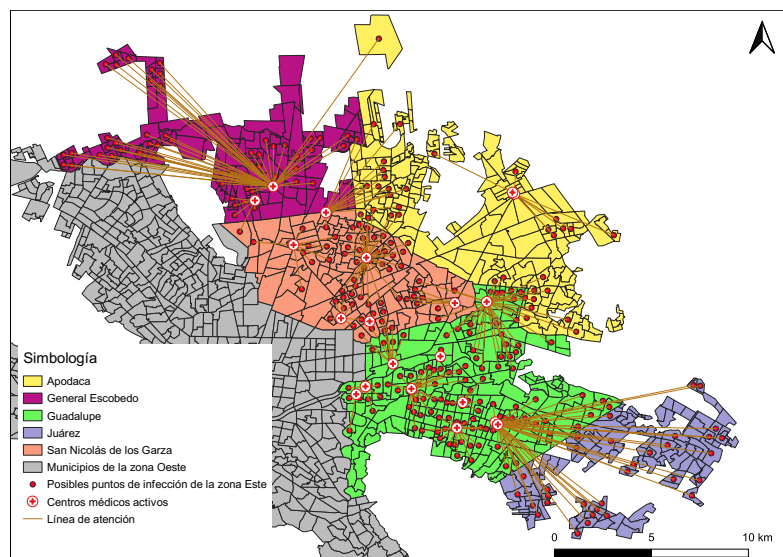 Simbología
Apodaca
General Escobedo
Guadalupe
Juárez
San Nicolás de los Garza
Municipios de la zona Oeste
Posibles puntos de infección de la zona Este
Centros médicos activos
Línea de atención
0 5 10 km